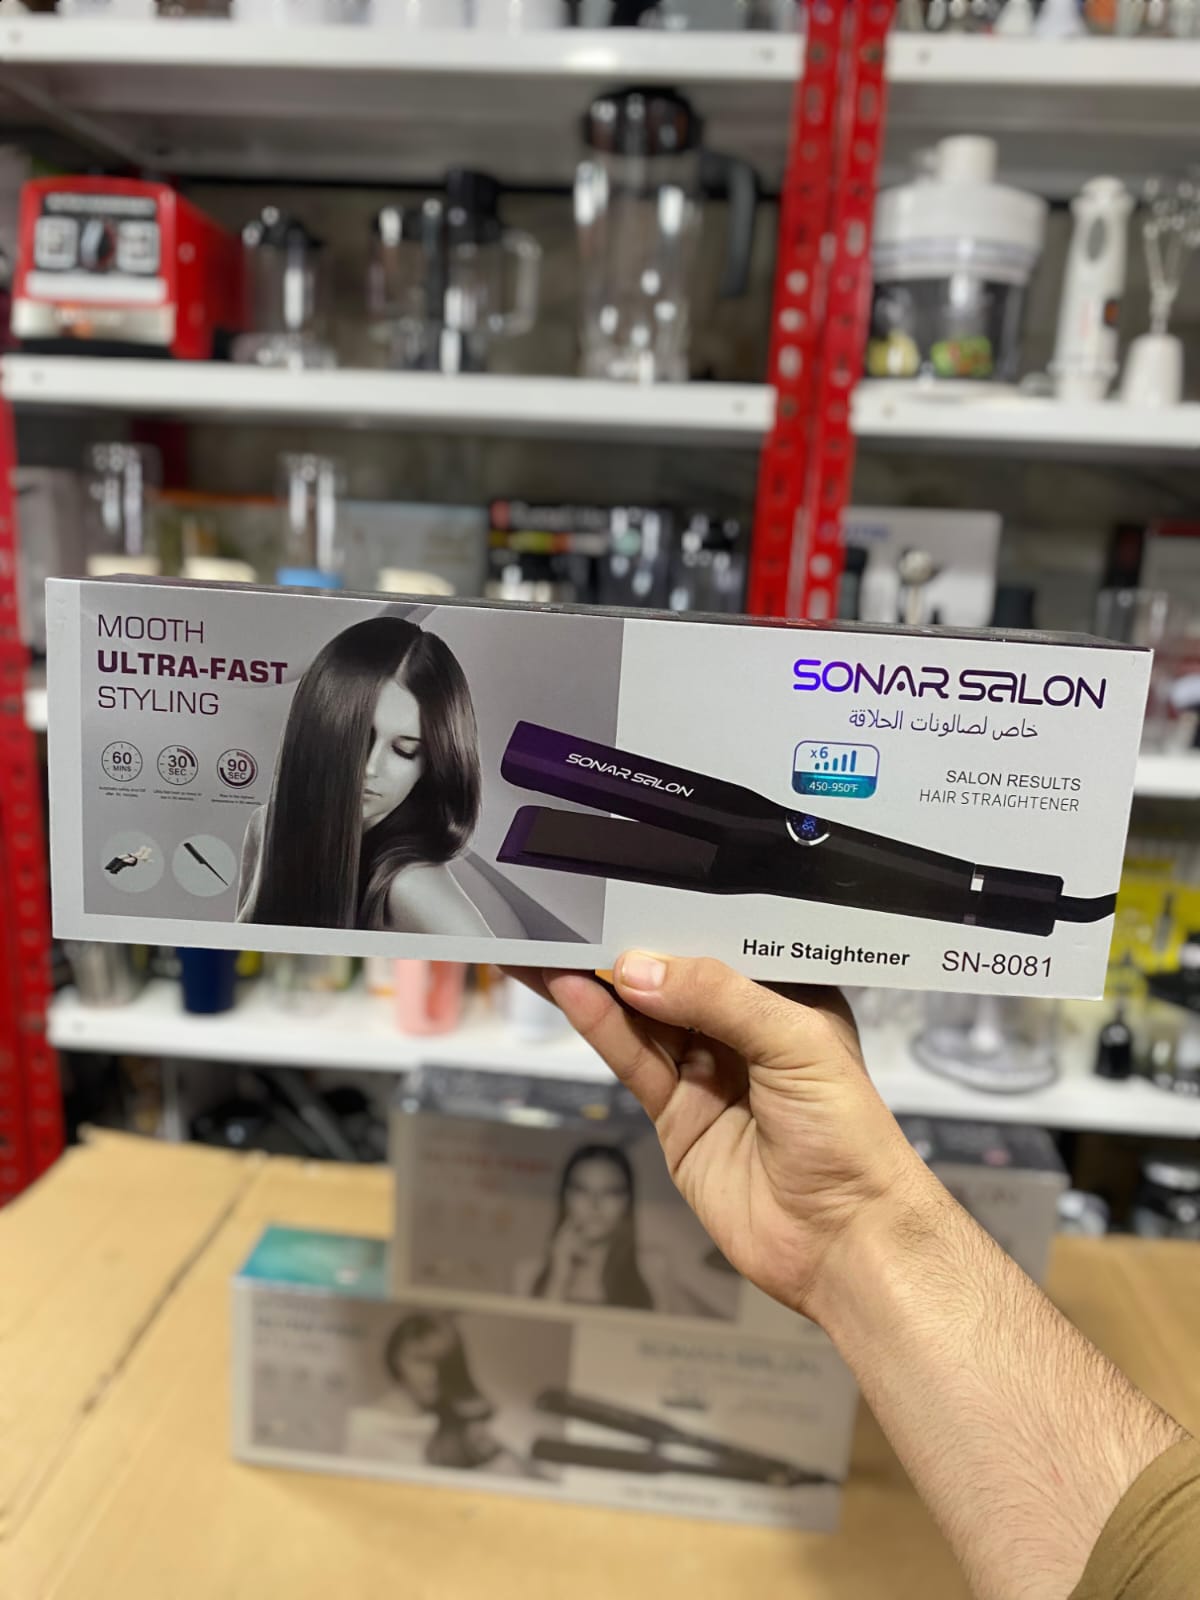 MOOTH
ULTRA-FAST
STYLING
60
MINS
30
SEC
90
SEC
SONAR SALON
SONAR SALON
خاص لصالونات الحلاقة
x6
450-950°F
SALON RESULTS
HAIR STRAIGHTENER
Hair Staightener
SN-8081